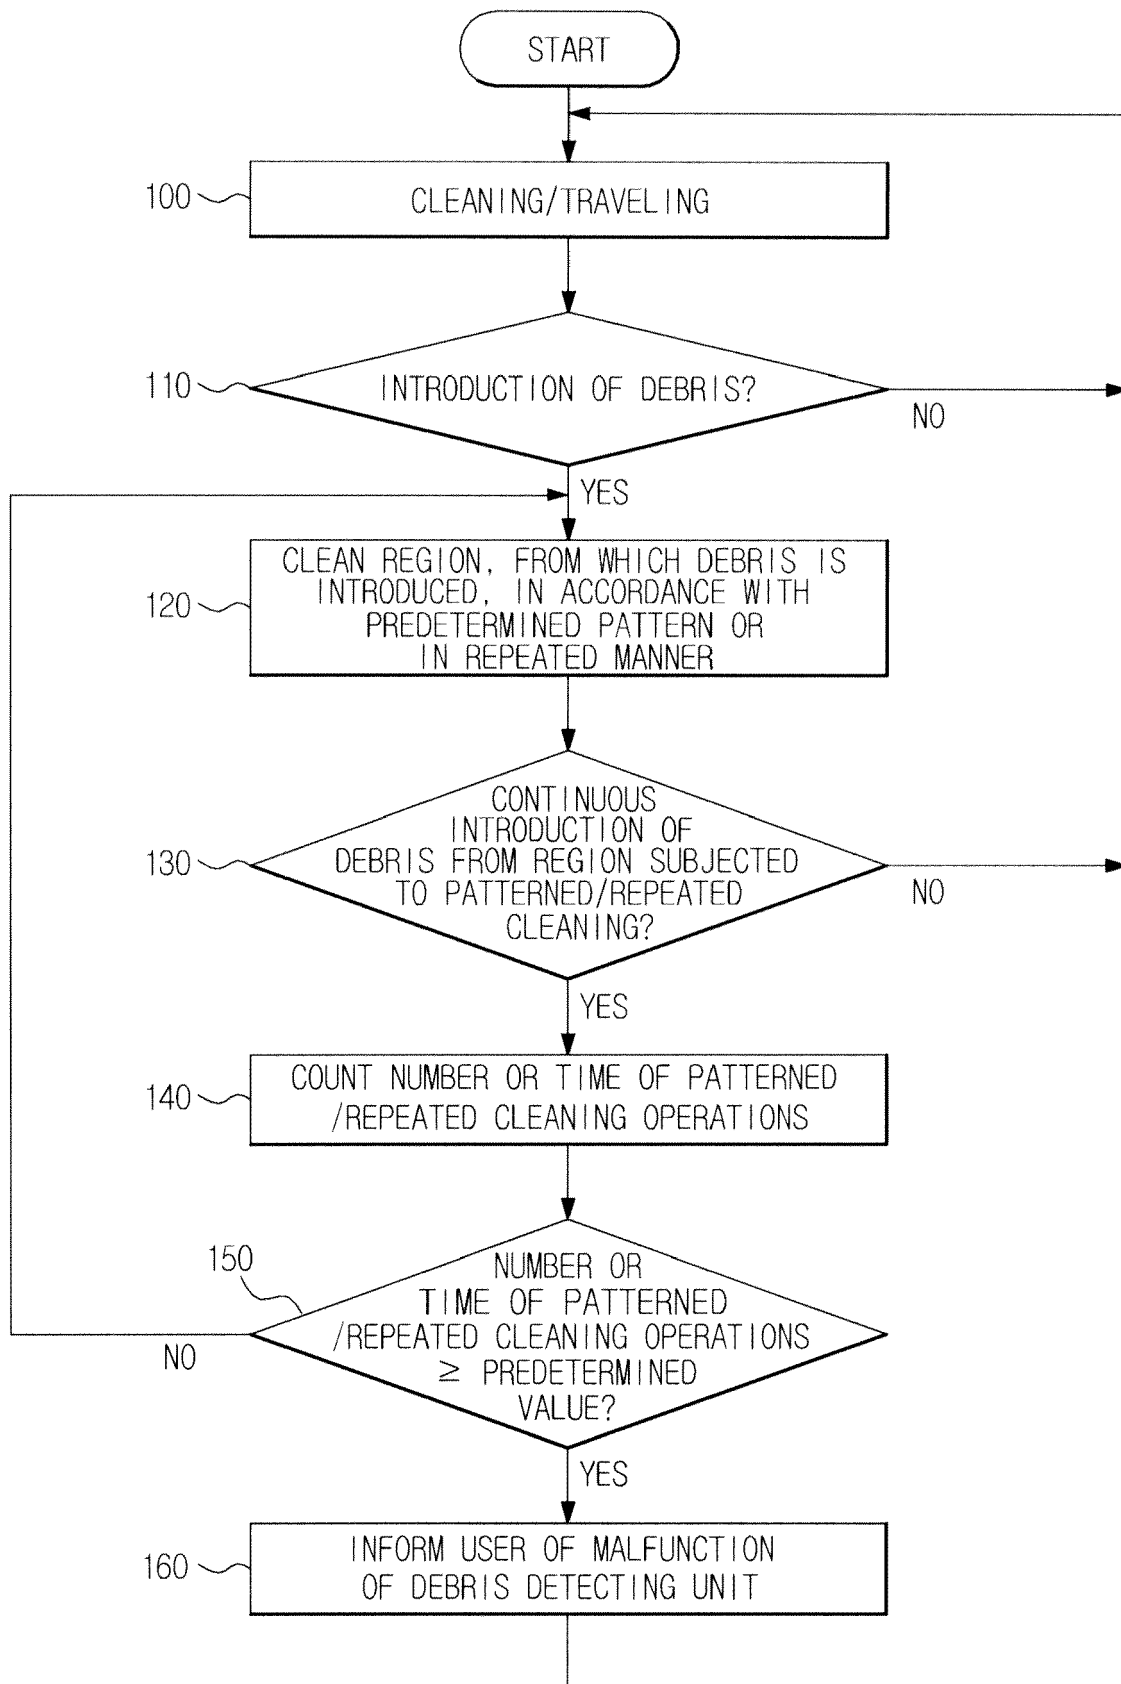 START
100
CLEANING/TRAVELING
110
INTRODUCTION OF DEBRIS?
NO
YES
120
CLEAN REGION, FROM WHICH DEBRIS IS
INTRODUCED, IN ACCORDANCE WITH
PREDETERMINED PATTERN OR
IN REPEATED MANNER
130
CONTINUOUS
INTRODUCTION OF
DEBRIS FROM REGION SUBJECTED
TO PATTERNED/REPEATED
CLEANING?
NO
YES
140
COUNT NUMBER OR TIME OF PATTERNED
/REPEATED CLEANING OPERATIONS
150
NUMBER OR
TIME OF PATTERNED
/REPEATED CLEANING OPERATIONS
≥ PREDETERMINED
VALUE?
NO
YES
160
INFORM USER OF MALFUNCTION
OF DEBRIS DETECTING UNIT